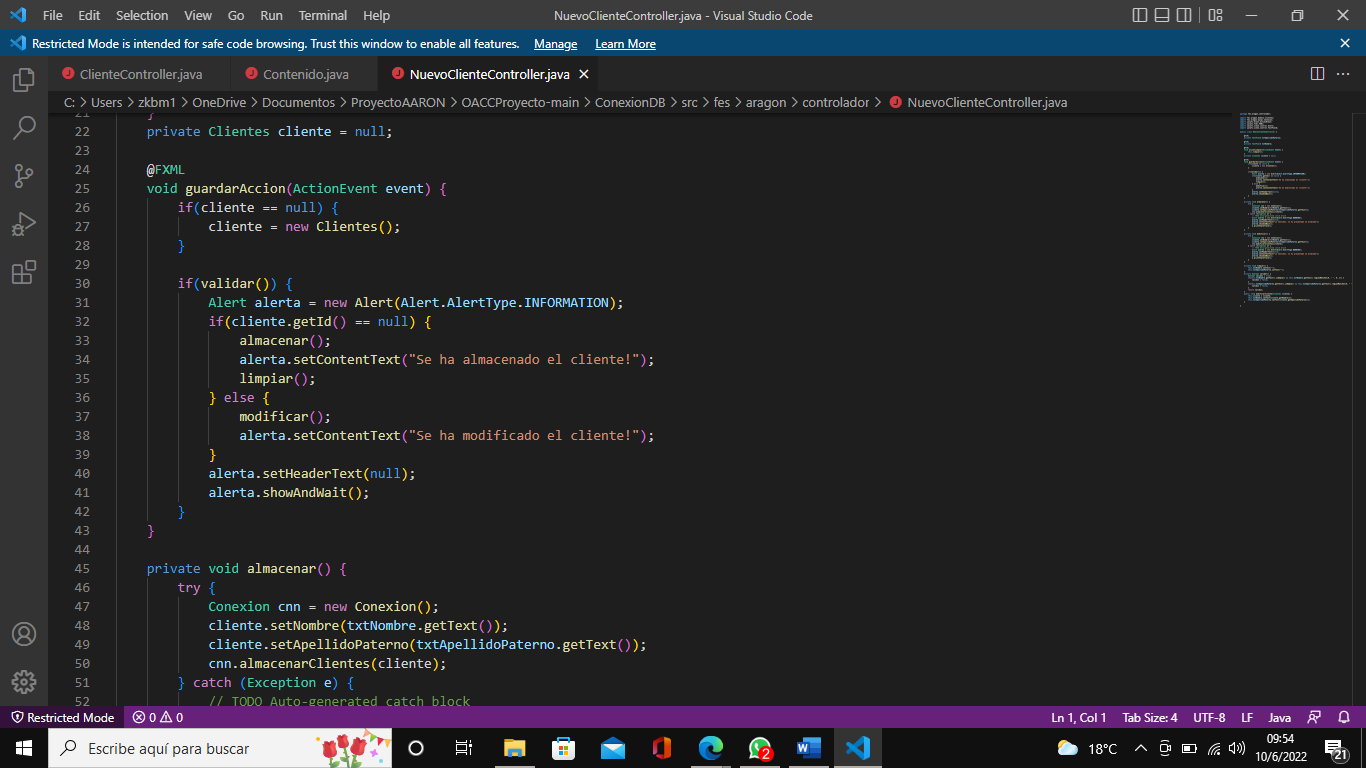 File Edit Selection View Go Run Terminal Help NuevoClienteController.java - Visual Studio Code
Restricted Mode is intended for safe code browsing. Trust this window to enable all features. Manage Learn More
ClienteController.java Contenido.java NuevoClienteController.java
C: > Users > zkbm1 > OneDrive > Documentos > ProyectoAARON > OACCProyecto-main > ConexionDB > src > fes > aragon > controlador > NuevoClienteController.java
21 }
22 private Clientes cliente = null;
23
24 @FXML
25 void guardarAccion(ActionEvent event) {
26 if(cliente == null) {
27 cliente = new Clientes();
28 }
29
30 if(validar()) {
31 Alert alerta = new Alert(Alert.AlertType.INFORMATION);
32 if(cliente.getId() == null) {
33 almacenar();
34 alerta.setContentText("Se ha almacenado el cliente!");
35 limpiar();
36 } else {
37 modificar();
38 alerta.setContentText("Se ha modificado el cliente!");
39 }
40 alerta.setHeaderText(null);
41 alerta.showAndWait();
42 }
43 }
44
45 private void almacenar() {
46 try {
47 Conexion cnn = new Conexion();
48 cliente.setNombre(txtNombre.getText());
49 cliente.setApellidoPaterno(txtApellidoPaterno.getText());
50 cnn.almacenarClientes(cliente);
51 } catch (Exception e) {
52 // TODO Auto-generated catch block
Restricted Mode 0 0 Ln 1, Col 1 Tab Size: 4 UTF-8 LF Java
Escribe aquí para buscar 2 18°C 09:54
10/6/2022 21